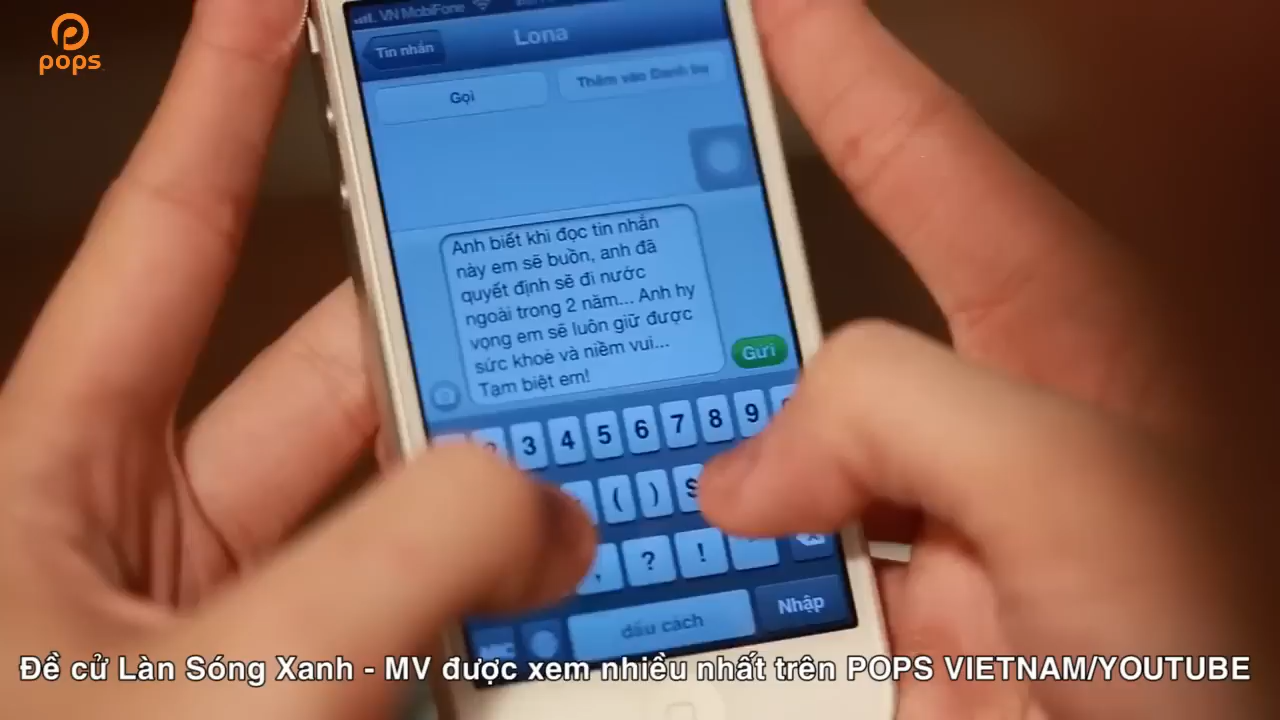 pops
VN MobiFone
Tin nhắn
Lona
Gọi
Thêm vào Danh bạ
Anh biết khi đọc tin nhắn
này em sẽ buồn, anh đã
quyết định sẽ đi nước
ngoài trong 2 năm... Anh hy
vọng em sẽ luôn giữ được
sức khoẻ và niềm vui...
Tạm biệt em!
Gửi
3 4 5 6 7 8 9
( ) $
, ? !
dấu cách
Nhập
Đề cử Làn Sóng Xanh - MV được xem nhiều nhất trên POPS VIETNAM/YOUTUBE